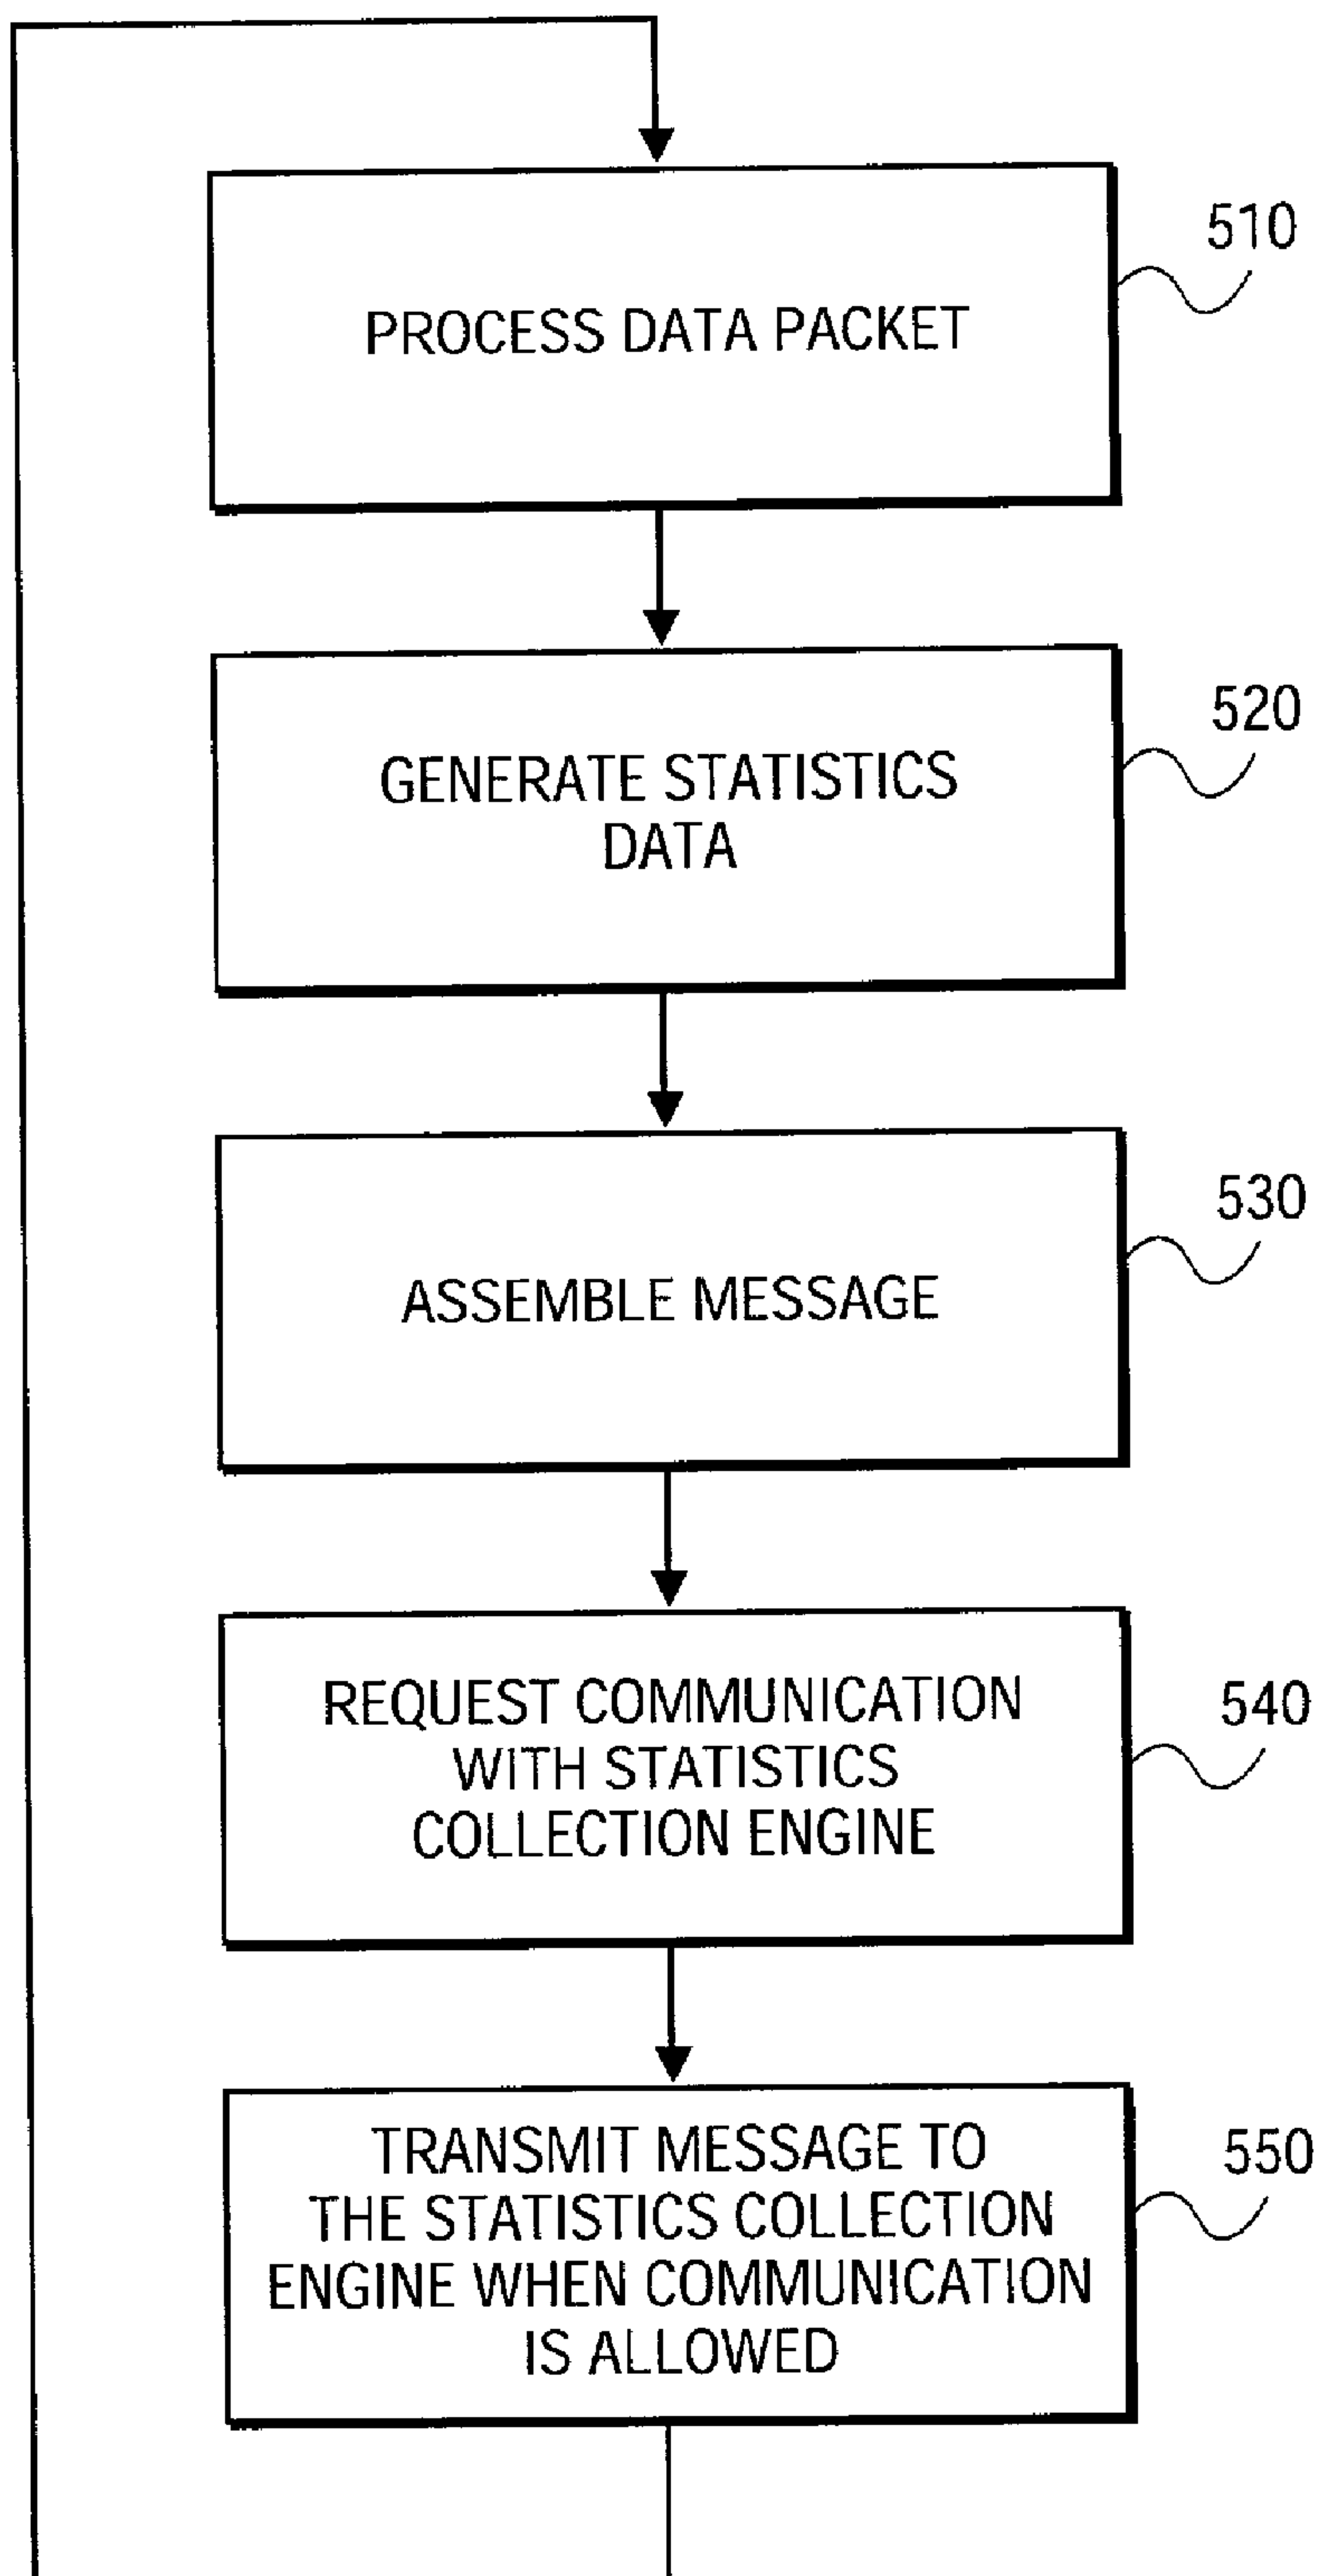 510
PROCESS DATA PACKET
520
GENERATE STATISTICS
DATA
530
ASSEMBLE MESSAGE
540
REQUEST COMMUNICATION
WITH STATISTICS
COLLECTION ENGINE
550
TRANSMIT MESSAGE TO
THE STATISTICS COLLECTION
ENGINE WHEN COMMUNICATION
IS ALLOWED